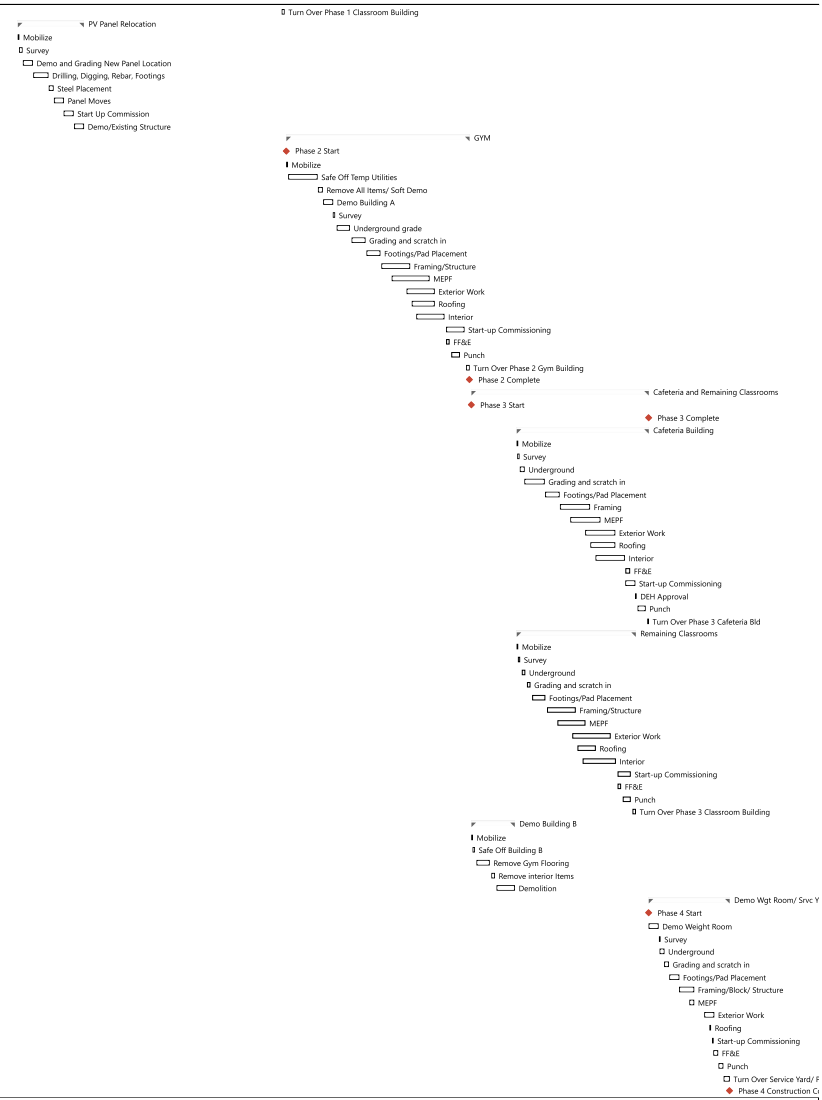 Turn Over Phase 1 Classroom Building
PV Panel Relocation
Mobilize
Survey
Demo and Grading New Panel Location
Drilling, Digging, Rebar, Footings
Steel Placement
Panel Moves
Start Up Commission
Demo/Existing Structure
GYM
Phase 2 Start
Mobilize
Safe Off Temp Utilities
Remove All Items/ Soft Demo
Demo Building A
Survey
Underground grade
Grading and scratch in
Footings/Pad Placement
Framing/Structure
MEPF
Exterior Work
Roofing
Interior
Start-up Commissioning
FF&E
Punch
Turn Over Phase 2 Gym Building
Phase 2 Complete
Cafeteria and Remaining Classrooms
Phase 3 Start
Phase 3 Complete
Cafeteria Building
Mobilize
Survey
Underground
Grading and scratch in
Footings/Pad Placement
Framing
MEPF
Exterior Work
Roofing
Interior
FF&E
Start-up Commissioning
DEH Approval
Punch
Turn Over Phase 3 Cafeteria Bld
Remaining Classrooms
Mobilize
Survey
Underground
Grading and scratch in
Footings/Pad Placement
Framing/Structure
MEPF
Exterior Work
Roofing
Interior
Start-up Commissioning
FF&E
Punch
Turn Over Phase 3 Classroom Building
Demo Building B
Mobilize
Safe Off Building B
Remove Gym Flooring
Remove interior Items
Demolition
Demo Wgt Room/ Srvc Y
Phase 4 Start
Demo Weight Room
Survey
Underground
Grading and scratch in
Footings/Pad Placement
Framing/Block/ Structure
MEPF
Exterior Work
Roofing
Start-up Commissioning
FF&E
Punch
Turn Over Service Yard/
Phase 4 Construction